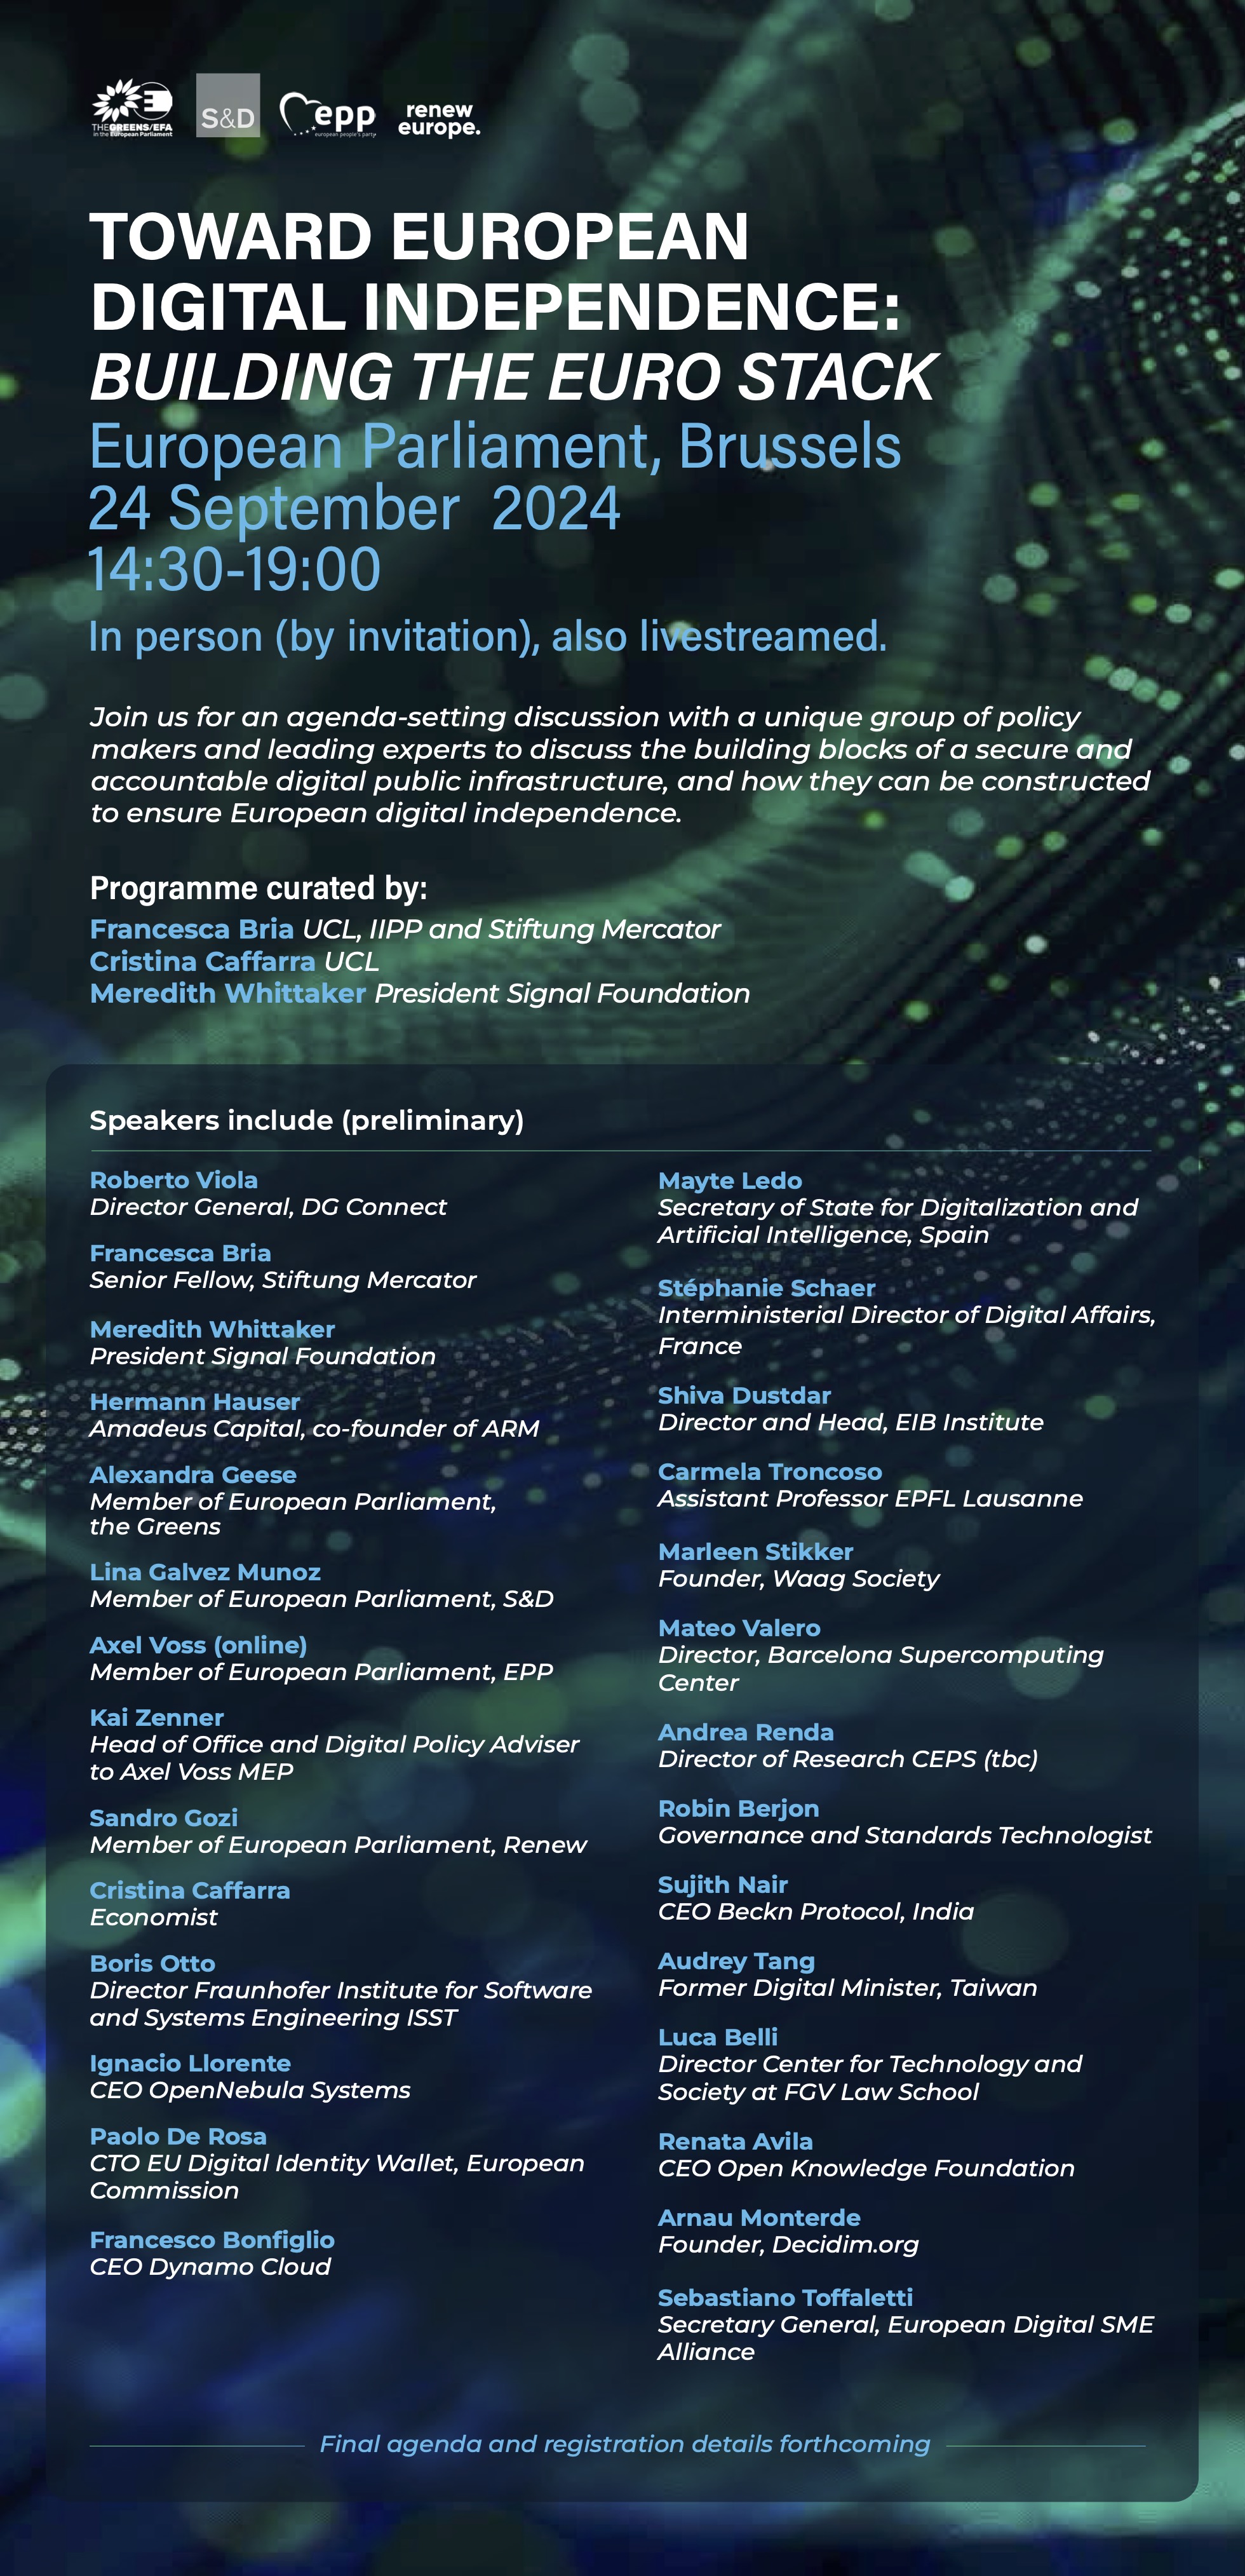 THE GREENS/EFA
in the European Parliament
S&D
epp
european people's party
renew
europe.
TOWARD EUROPEAN
DIGITAL INDEPENDENCE:
BUILDING THE EURO STACK
European Parliament, Brussels
24 September 2024
14:30-19:00
In person (by invitation), also livestreamed.
Join us for an agenda-setting discussion with a unique group of policy
makers and leading experts to discuss the building blocks of a secure and
accountable digital public infrastructure, and how they can be constructed
to ensure European digital independence.
Programme curated by:
Francesca Bria UCL, IIPP and Stiftung Mercator
Cristina Caffarra UCL
Meredith Whittaker President Signal Foundation
Speakers include (preliminary)
Roberto Viola
Director General, DG Connect
Francesca Bria
Senior Fellow, Stiftung Mercator
Meredith Whittaker
President Signal Foundation
Hermann Hauser
Amadeus Capital, co-founder of ARM
Alexandra Geese
Member of European Parliament,
the Greens
Lina Galvez Munoz
Member of European Parliament, S&D
Axel Voss (online)
Member of European Parliament, EPP
Kai Zenner
Head of Office and Digital Policy Adviser
to Axel Voss MEP
Sandro Gozi
Member of European Parliament, Renew
Cristina Caffarra
Economist
Boris Otto
Director Fraunhofer Institute for Software
and Systems Engineering ISST
Ignacio Llorente
CEO OpenNebula Systems
Paolo De Rosa
CTO EU Digital Identity Wallet, European
Commission
Francesco Bonfiglio
CEO Dynamo Cloud
Mayte Ledo
Secretary of State for Digitalization and
Artificial Intelligence, Spain
Stéphanie Schaer
Interministerial Director of Digital Affairs,
France
Shiva Dustdar
Director and Head, EIB Institute
Carmela Troncoso
Assistant Professor EPFL Lausanne
Marleen Stikker
Founder, Waag Society
Mateo Valero
Director, Barcelona Supercomputing
Center
Andrea Renda
Director of Research CEPS (tbc)
Robin Berjon
Governance and Standards Technologist
Sujith Nair
CEO Beckn Protocol, India
Audrey Tang
Former Digital Minister, Taiwan
Luca Belli
Director Center for Technology and
Society at FGV Law School
Renata Avila
CEO Open Knowledge Foundation
Arnau Monterde
Founder, Decidim.org
Sebastiano Toffaletti
Secretary General, European Digital SME
Alliance
Final agenda and registration details forthcoming